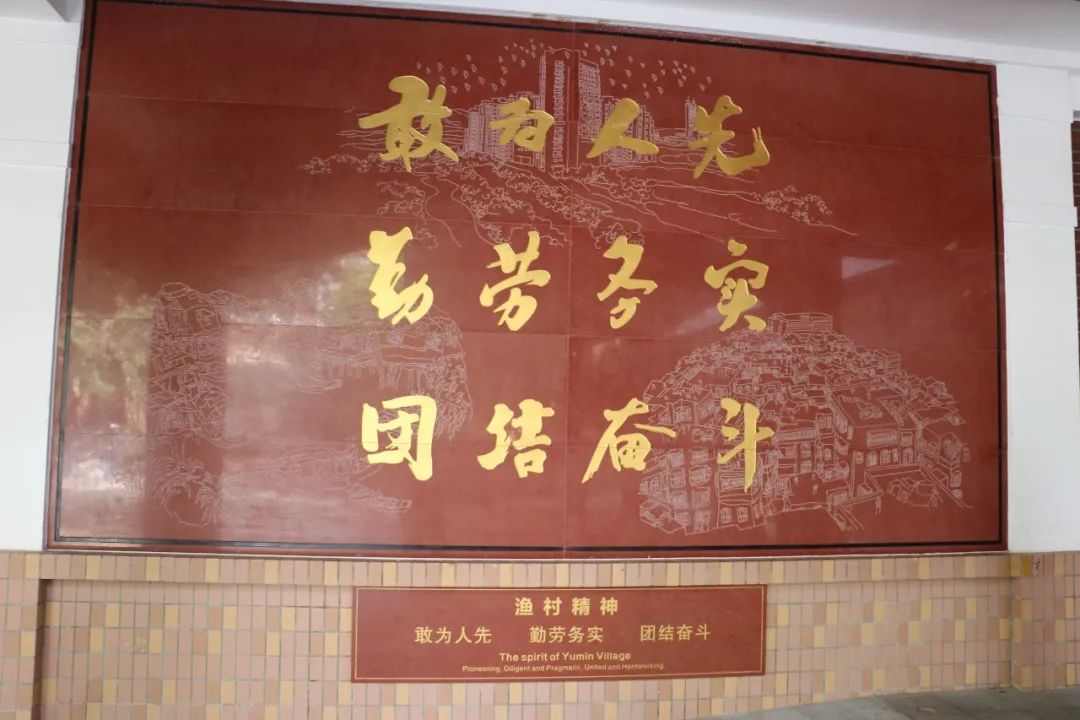 敢为人先
勤劳务实
团结奋斗
渔村精神
敢为人先 勤劳务实 团结奋斗
The spirit of Yumin Village
Pioneering, Diligent and Pragmatic, United and Hardworking.